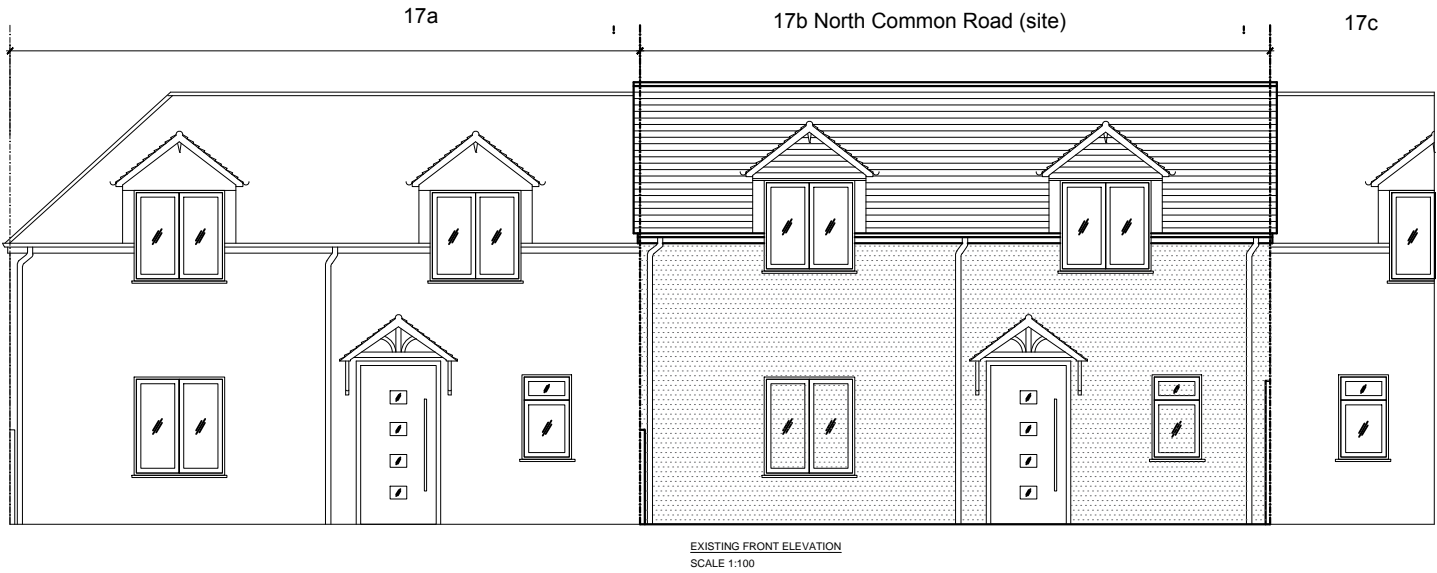 17a
17b North Common Road (site)
17c
EXISTING FRONT ELEVATION
SCALE 1:100